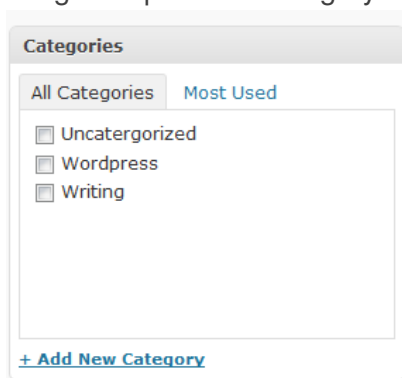 Categories
All Categories Most Used
Uncatergorized
Wordpress
Writing
+ Add New Category